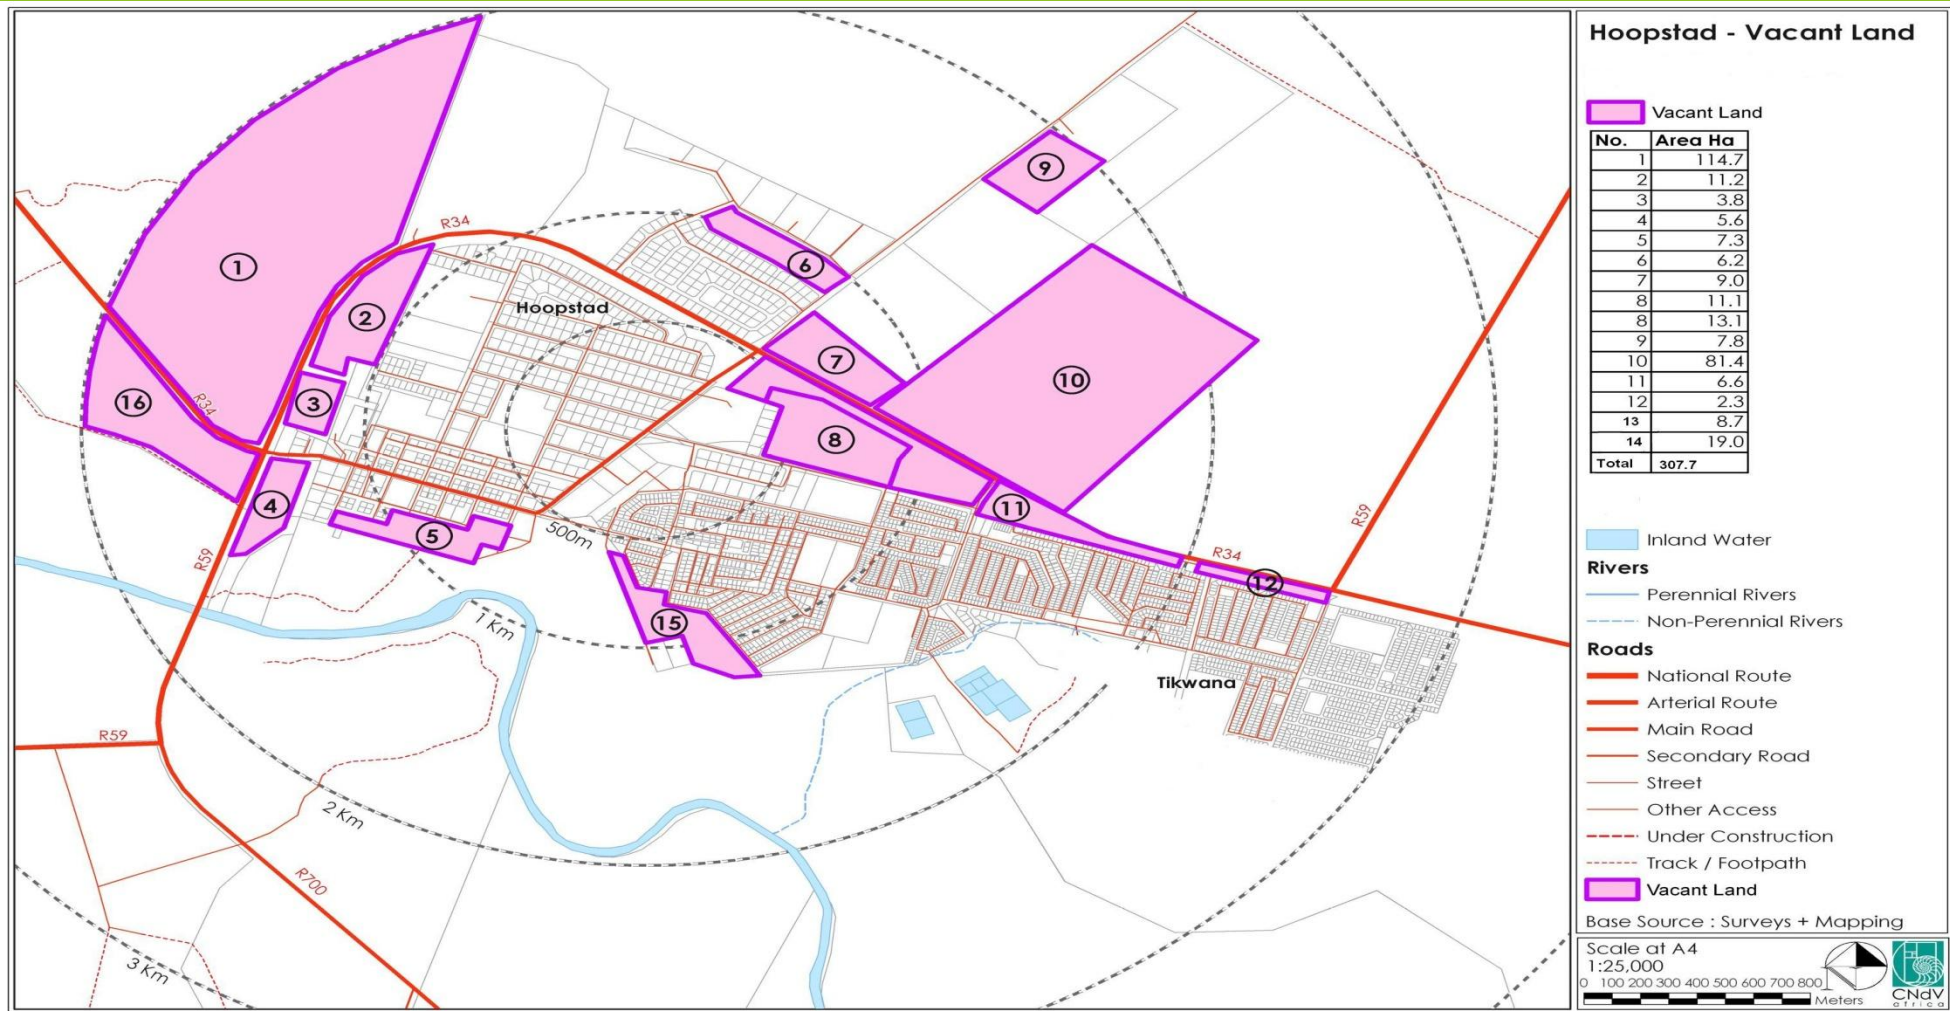 Hoopstad - Vacant Land
Vacant Land
No. Area Ha
1 114.7
2 11.2
3 3.8
4 5.6
5 7.3
6 6.2
7 9.0
8 11.1
8 13.1
9 7.8
10 81.4
11 6.6
12 2.3
13 8.7
14 19.0
Total 307.7
Inland Water
Rivers
Perennial Rivers
Non-Perennial Rivers
Roads
National Route
Arterial Route
Main Road
Secondary Road
Street
Other Access
Under Construction
Track / Footpath
Vacant Land
Base Source : Surveys + Mapping
Scale at A4
1:25,000
0 100 200 300 400 500 600 700 800
Meters
CNdV
africa
9
R34
1
6
Hoopstad
2
7
10
16
3
R34
8
4
11
R59
5
500m
R59
R34
12
15
1 Km
Tikwana
R59
2 Km
R700
3 Km